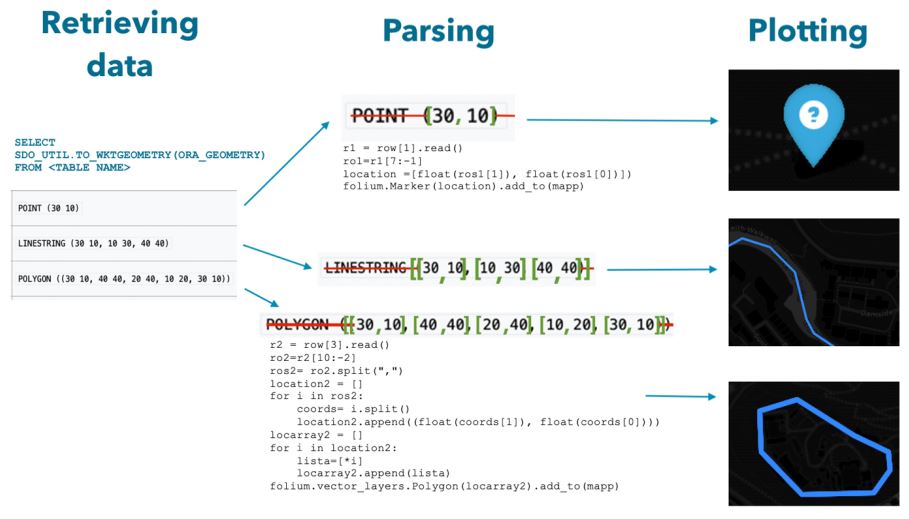 Retrieving
data
Parsing
Plotting
SELECT
SDO_UTIL.TO_WKTGEOMETRY(ORA_GEOMETRY)
FROM <TABLE NAME>
POINT (30 10)
LINESTRING (30 10, 10 30, 40 40)
POLYGON ((30 10, 40 40, 20 40, 10 20, 30 10))
POINT ([30, 10])
r1 = row[1].read()
ro1=r1[7:-1]
location =[float(ros1[1]), float(ros1[0])])
folium.Marker(location).add_to(mapp)
LINESTRING [[30, 10], [10, 30], [40, 40]]
POLYGON ([[30, 10], [40, 40], [20, 40], [10, 20], [30, 10]])
r2 = row[3].read()
ro2=r2[10:-2]
ros2= ro2.split(",")
location2 = []
for i in ros2:
coords= i.split()
location2.append((float(coords[1]), float(coords[0])))
locarray2 = []
for i in location2:
lista=[*i]
locarray2.append(lista)
folium.vector_layers.Polygon(locarray2).add_to(mapp)
?